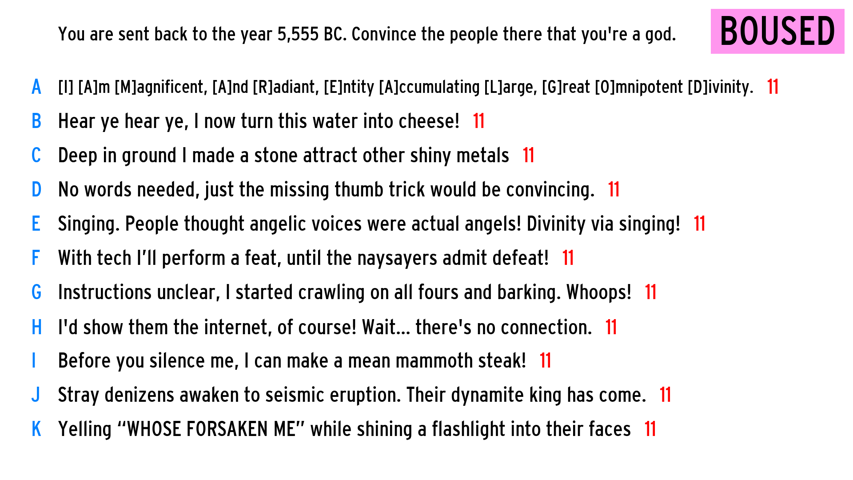 You are sent back to the year 5,555 BC. Convince the people there that you're a god.
BOUSED
A [I] [A]m [M]agnificent, [A]nd [R]adiant, [E]ntity [A]ccumulating [L]arge, [G]reat [O]mnipotent [D]ivinity. 11
B Hear ye hear ye, I now turn this water into cheese! 11
C Deep in ground I made a stone attract other shiny metals 11
D No words needed, just the missing thumb trick would be convincing. 11
E Singing. People thought angelic voices were actual angels! Divinity via singing! 11
F With tech I'll perform a feat, until the naysayers admit defeat! 11
G Instructions unclear, I started crawling on all fours and barking. Whoops! 11
H I'd show them the internet, of course! Wait... there's no connection. 11
I Before you silence me, I can make a mean mammoth steak! 11
J Stray denizens awaken to seismic eruption. Their dynamite king has come. 11
K Yelling “WHOSE FORSAKEN ME” while shining a flashlight into their faces 11